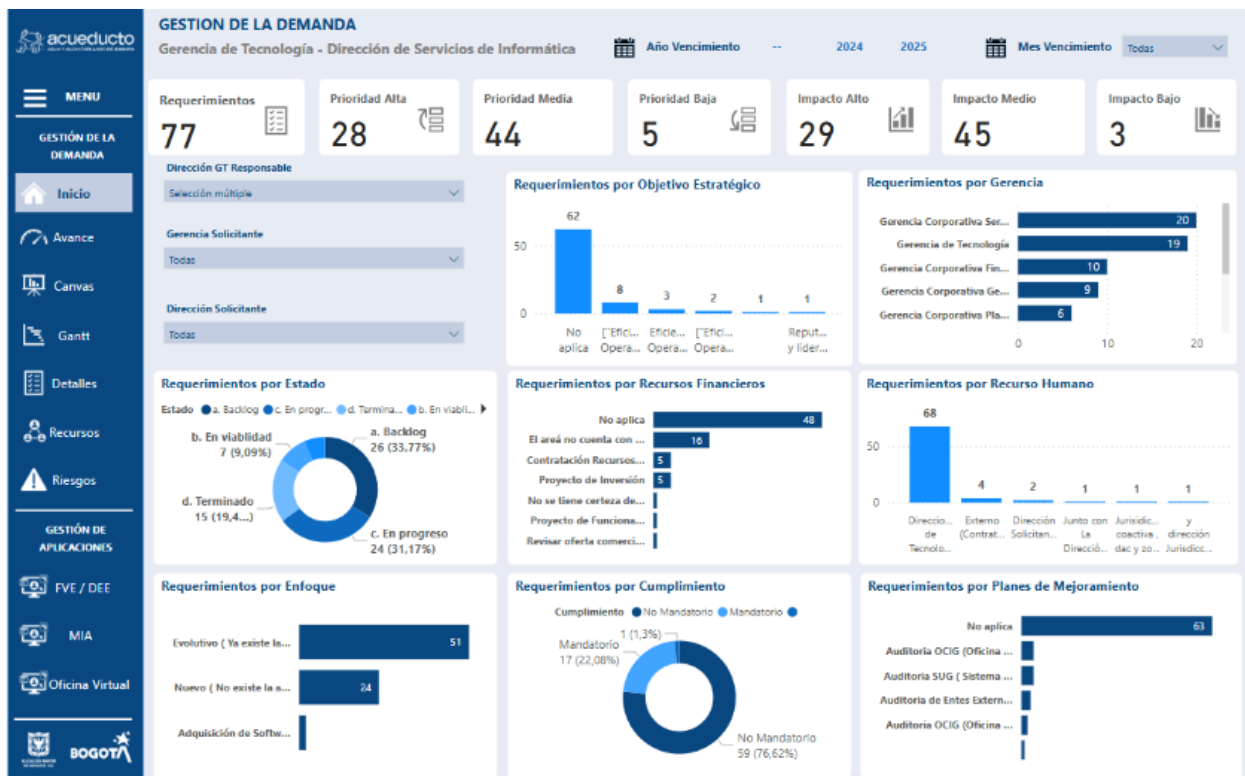 acueducto
AGUA Y ALCANTARILLADO DE BOGOTÁ
GESTION DE LA DEMANDA
Gerencia de Tecnología - Dirección de Servicios de Informática
Año Vencimiento
--
2024
2025
Mes Vencimiento
Todas
MENU
GESTIÓN DE LA
DEMANDA
Inicio
Avance
Canvas
Gantt
Detalles
Recursos
Riesgos
GESTIÓN DE
APLICACIONES
FVE / DEE
MIA
Oficina Virtual
BOGOTÁ
Requerimientos
77
Prioridad Alta
28
Prioridad Media
44
Prioridad Baja
5
Impacto Alto
29
Impacto Medio
45
Impacto Bajo
3
Dirección GT Responsable
Selección múltiple
Gerencia Solicitante
Todas
Dirección Solicitante
Todas
Requerimientos por Objetivo Estratégico
62
50
8
3
2
1
1
0
No
aplica
["Efici...
Opera...
Eficie...
Opera...
["Efici...
Opera...
Reput...
y lider...
Requerimientos por Gerencia
Gerencia Corporativa Ser...
20
Gerencia de Tecnología
19
Gerencia Corporativa Fin...
10
Gerencia Corporativa Ge...
9
Gerencia Corporativa Pla...
6
0
10
20
Requerimientos por Estado
Estado
a. Backlog
c. En progr...
d. Termina...
b. En viabli...
b. En viablidad
7 (9,09%)
a. Backlog
26 (33,77%)
d. Terminado
15 (19,4...)
c. En progreso
24 (31,17%)
Requerimientos por Recursos Financieros
No aplica
48
El areá no cuenta con ...
16
Contratación Recursos...
5
Proyecto de Inversión
5
No se tiene certeza de...
Proyecto de Funciona...
Revisar oferta comerci...
Requerimientos por Recurso Humano
68
50
4
2
1
1
1
0
Direccio...
de
Tecnolo...
Externo
(Contrat...
Dirección
Solicitan...
Junto con
La
Direcció...
Jurisidic...
coactiva ,
dac y zo...
y
dirección
Jurisdicc...
Requerimientos por Enfoque
Evolutivo ( Ya existe la...
51
Nuevo ( No existe la a...
24
Adquisición de Softw...
Requerimientos por Cumplimiento
Cumplimiento
No Mandatorio
Mandatorio
1 (1,3%)
Mandatorio
17 (22,08%)
No Mandatorio
59 (76,62%)
Requerimientos por Planes de Mejoramiento
No aplica
63
Auditoria OCIG (Oficina ...
Auditoria SUG ( Sistema ...
Auditoria de Entes Extern...
Auditoria OCIG (Oficina ...